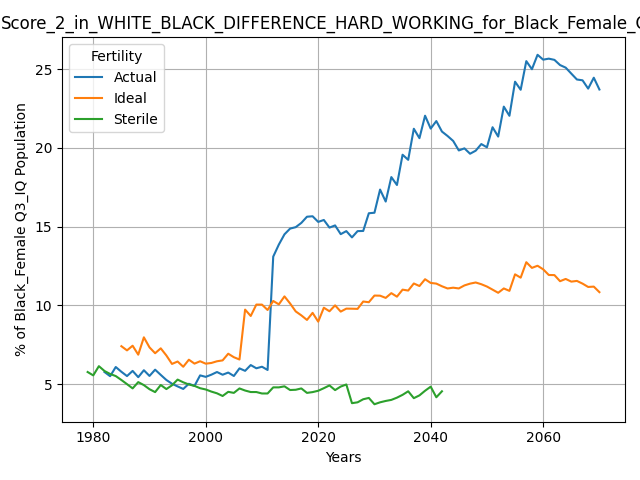 Score_2_in_WHITE_BLACK_DIFFERENCE_HARD_WORKING_for_Black_Female_
Fertility
Actual
Ideal
Sterile
% of Black_Female Q3_IQ Population
25
20
15
10
5
1980 2000 2020 2040 2060
Years